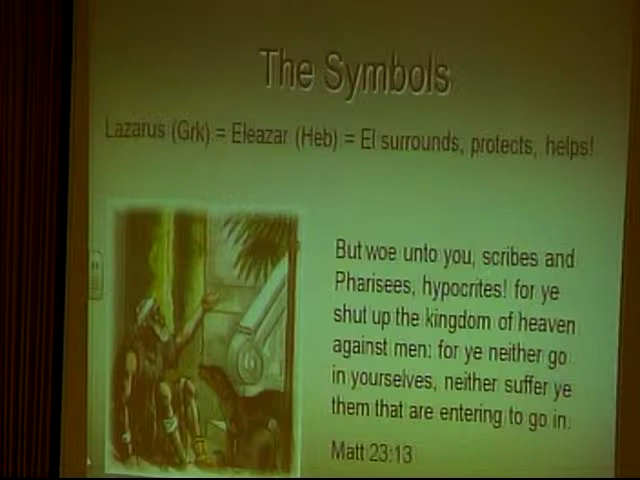 The Symbols
Lazarus (Grk) = Eleazar (Heb) = El surrounds, protects, helps!
But woe unto you, scribes and
Pharisees, hypocrites! for ye
shut up the kingdom of heaven
against men: for ye neither go
in yourselves, neither suffer ye
them that are entering to go in.
Matt 23:13